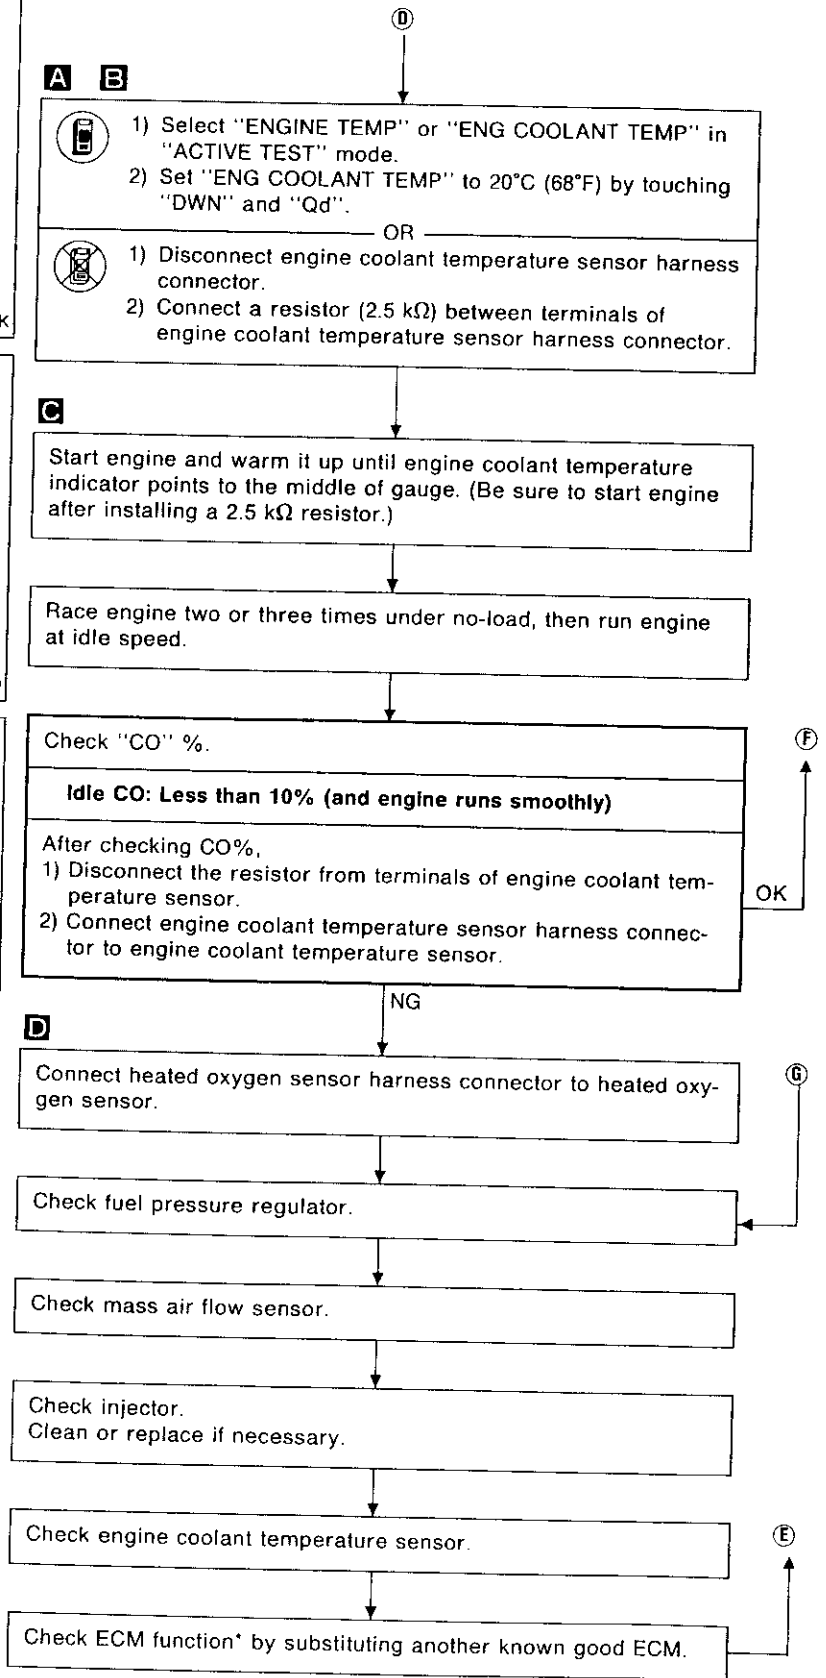 D
A B
1) Select "ENGINE TEMP" or "ENG COOLANT TEMP" in
"ACTIVE TEST" mode.
2) Set "ENG COOLANT TEMP" to 20°C (68°F) by touching
"DWN" and "Qd".
OR
1) Disconnect engine coolant temperature sensor harness
connector.
2) Connect a resistor (2.5 kΩ) between terminals of
engine coolant temperature sensor harness connector.
K
C
Start engine and warm it up until engine coolant temperature
indicator points to the middle of gauge. (Be sure to start engine
after installing a 2.5 kΩ resistor.)
Race engine two or three times under no-load, then run engine
at idle speed.
Check "CO" %.
F
Idle CO: Less than 10% (and engine runs smoothly)
After checking CO%,
1) Disconnect the resistor from terminals of engine coolant tem-
perature sensor.
OK
2) Connect engine coolant temperature sensor harness connec-
tor to engine coolant temperature sensor.
NG
D
Connect heated oxygen sensor harness connector to heated oxy-
gen sensor.
G
Check fuel pressure regulator.
Check mass air flow sensor.
Check injector.
Clean or replace if necessary.
Check engine coolant temperature sensor.
E
Check ECM function* by substituting another known good ECM.